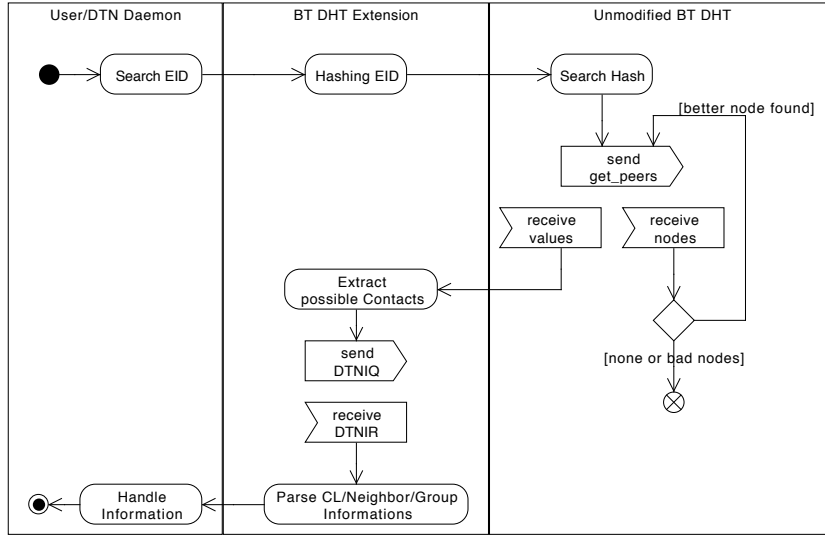 User/DTN Daemon
BT DHT Extension
Unmodified BT DHT
Search EID
Hashing EID
Search Hash
[better node found]
send
get_peers
receive
values
receive
nodes
Extract
possible Contacts
send
DTNIQ
[none or bad nodes]
receive
DTNIR
Handle
Information
Parse CL/Neighbor/Group
Informations